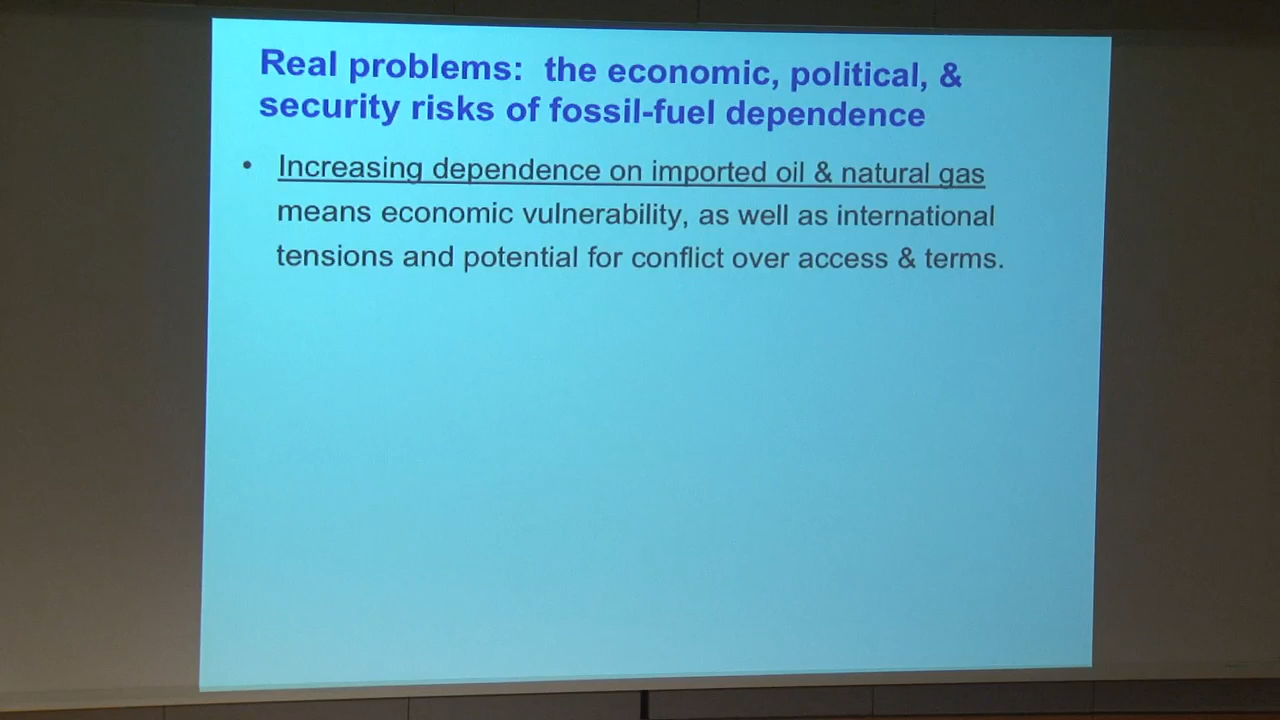 Real problems: the economic, political, &
security risks of fossil-fuel dependence
• Increasing dependence on imported oil & natural gas
means economic vulnerability, as well as international
tensions and potential for conflict over access & terms.